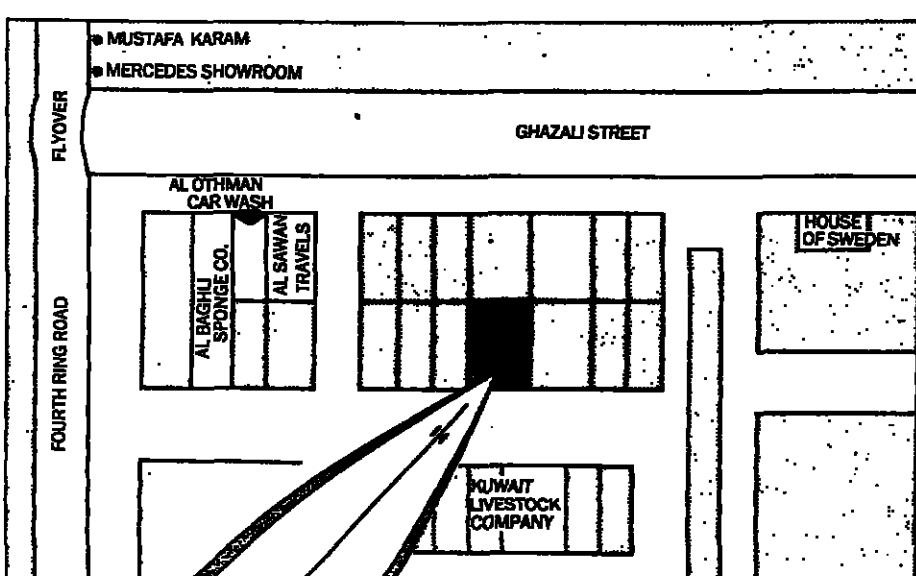 MUSTAFA KARAM
MERCEDES SHOWROOM
FLYOVER
GHAZALI STREET
AL OTHMAN
CAR WASH
AL BAGHLI
SPONGE CO.
AL SAWAN
TRAVELS
HOUSE
OF SWEDEN
FOURTH RING ROAD
KUWAIT
LIVESTOCK
COMPANY